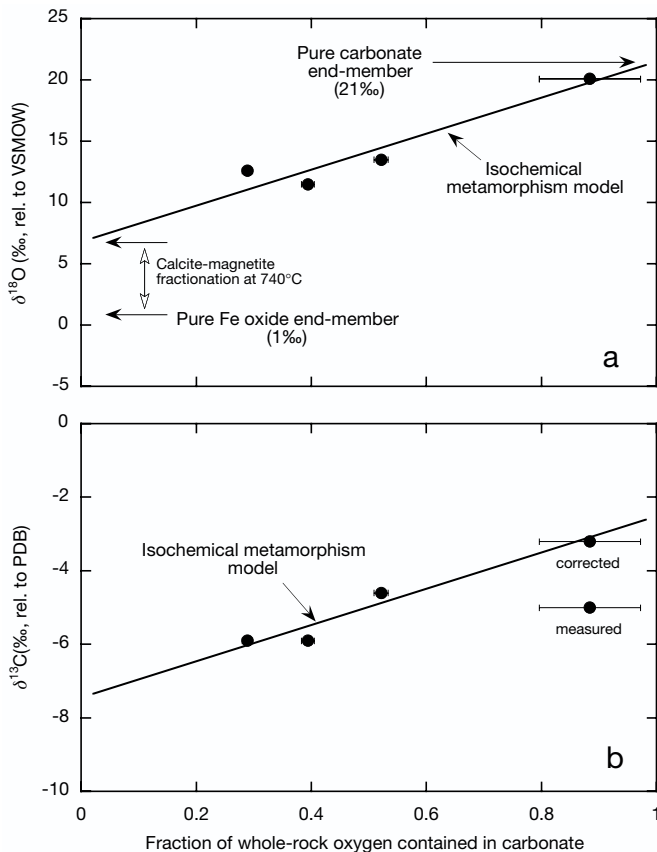 25
20
15
10
5
0
-5
δ18O (‰, rel. to VSMOW)
Pure carbonate
end-member
(21‰)
Isochemical
metamorphism model
Calcite-magnetite
fractionation at 740°C
Pure Fe oxide end-member
(1‰)
a
0
-2
-4
-6
-8
-10
δ13C(‰, rel. to PDB)
Isochemical metamorphism
model
corrected
measured
b
0
0.2
0.4
0.6
0.8
1
Fraction of whole-rock oxygen contained in carbonate